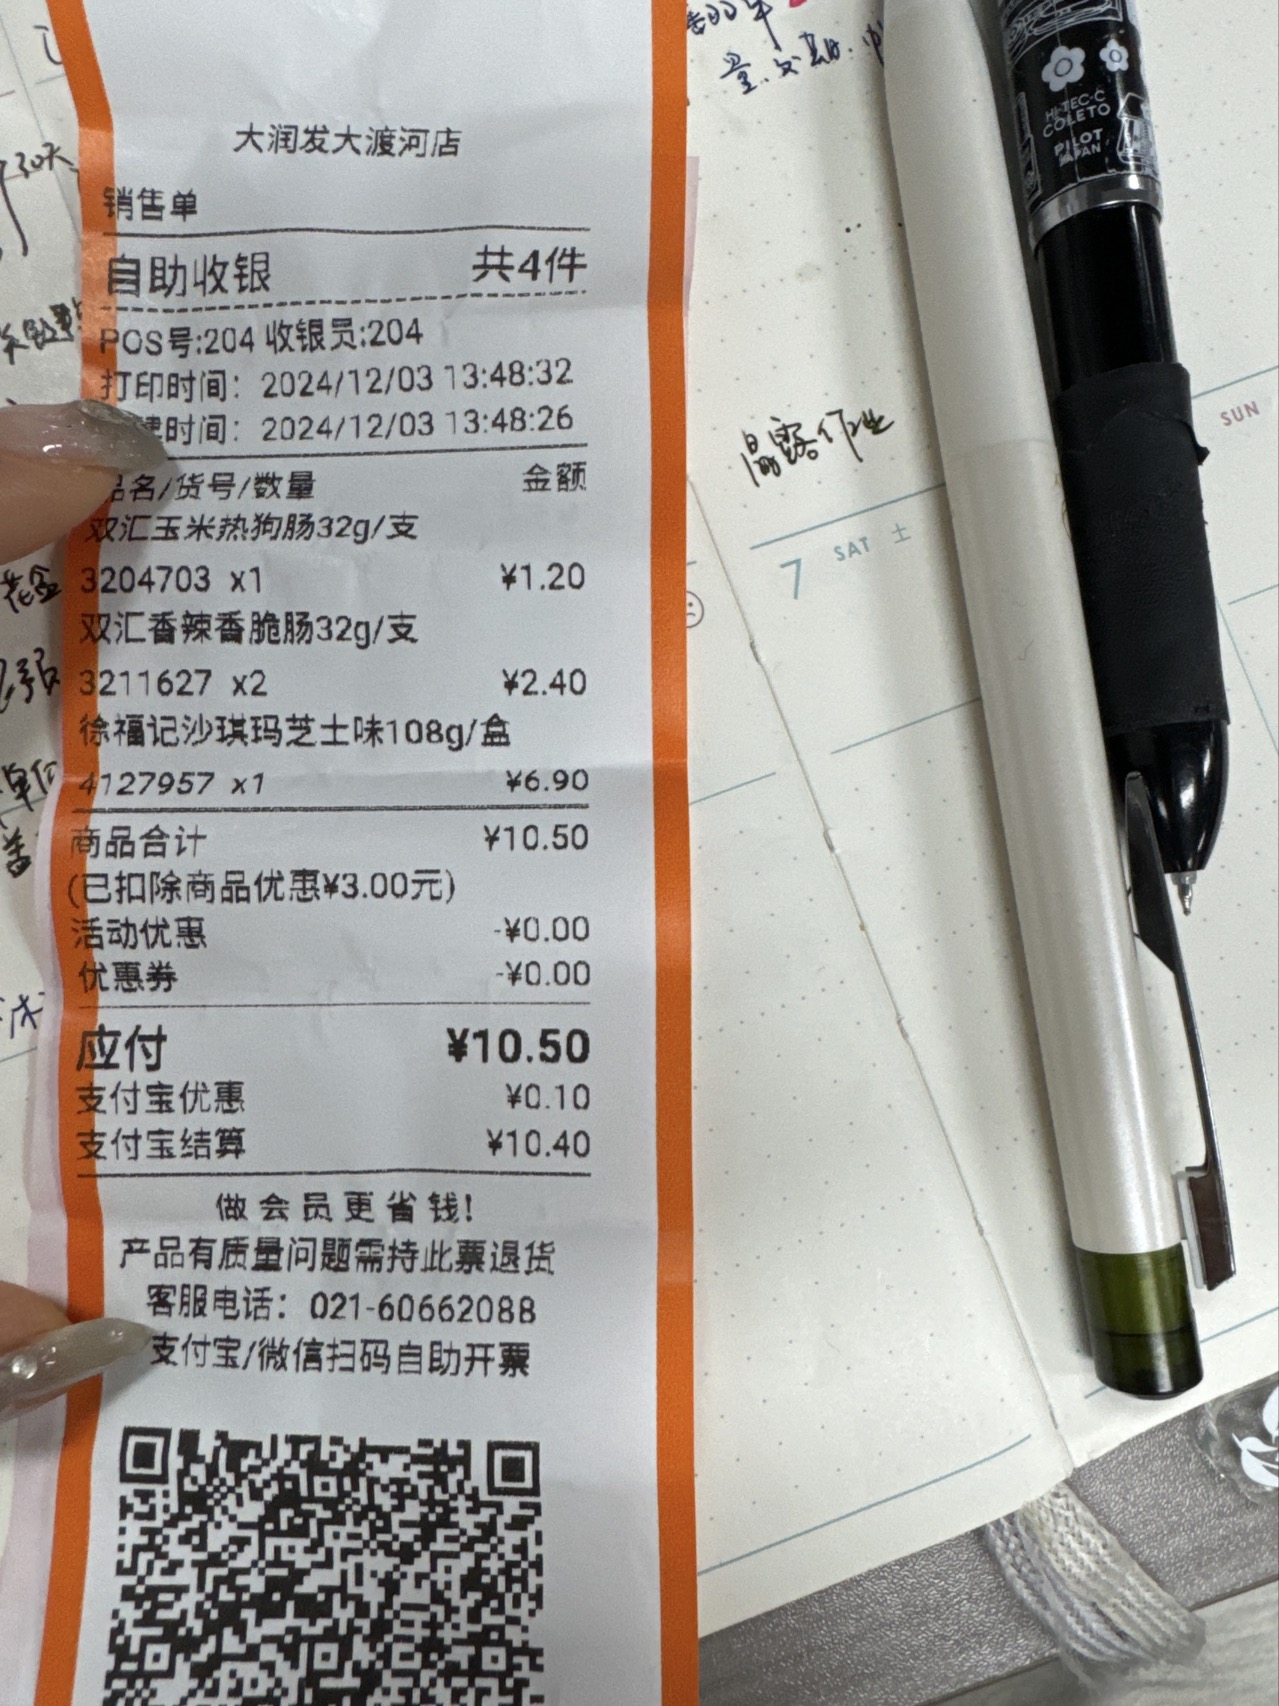 大润发大渡河店
销售单
自助收银 共4件
POS号:204 收银员:204
打印时间: 2024/12/03 13:48:32
建时间: 2024/12/03 13:48:26
品名/货号/数量 金额
双汇玉米热狗肠32g/支
3204703 x1 ¥1.20
双汇香辣香脆肠32g/支
3211627 x2 ¥2.40
徐福记沙琪玛芝士味108g/盒
4127957 x1 ¥6.90
商品合计 ¥10.50
(已扣除商品优惠¥3.00元)
活动优惠 -¥0.00
优惠券 -¥0.00
应付 ¥10.50
支付宝优惠 ¥0.10
支付宝结算 ¥10.40
做会员更省钱!
产品有质量问题需持此票退货
客服电话: 021-60662088
支付宝/微信扫码自助开票
HI-TEC-C
COLETO
PILOT
JAPAN
SUN
7 SAT 土